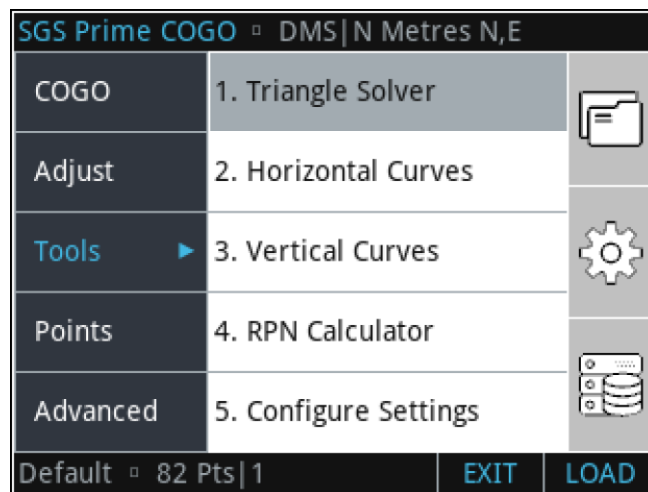 SGS Prime COGO ▫ DMS|N Metres N,E
COGO
Adjust
Tools ▶
Points
Advanced
1. Triangle Solver
2. Horizontal Curves
3. Vertical Curves
4. RPN Calculator
5. Configure Settings
Default ▫ 82 Pts|1
EXIT
LOAD